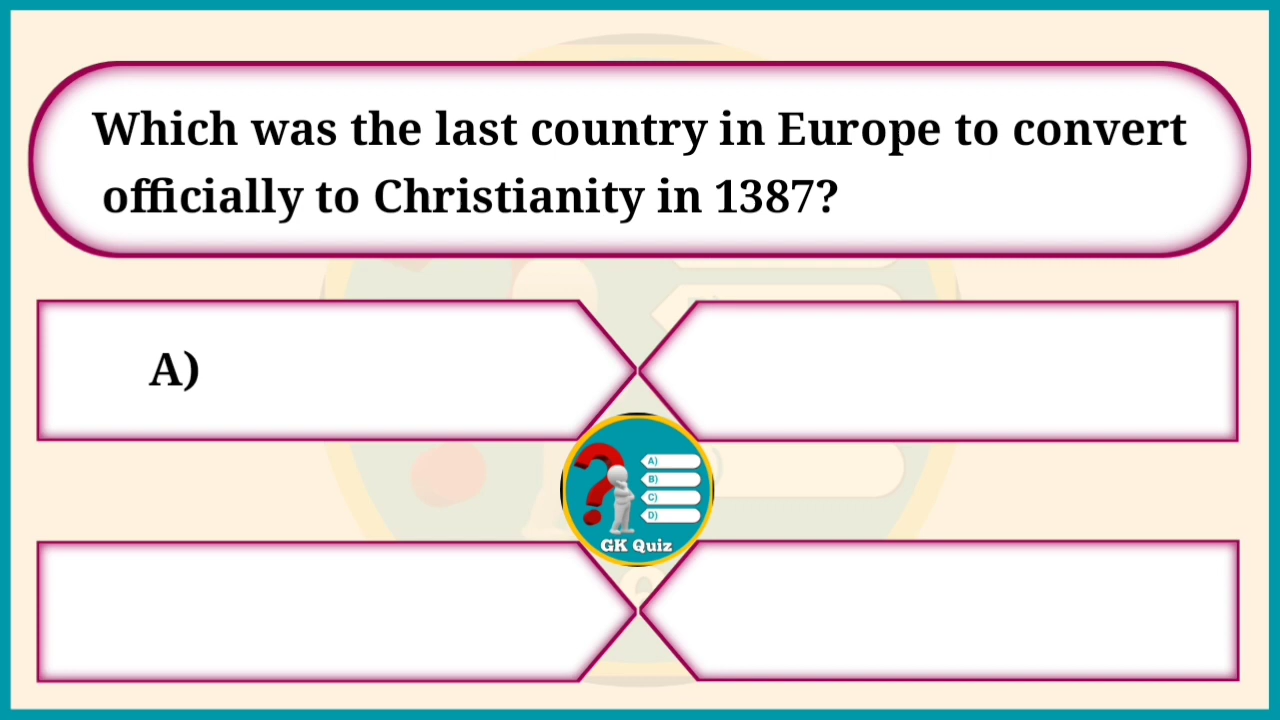 Which was the last country in Europe to convert
officially to Christianity in 1387?
A)
A)
B)
C)
D)
GK Quiz